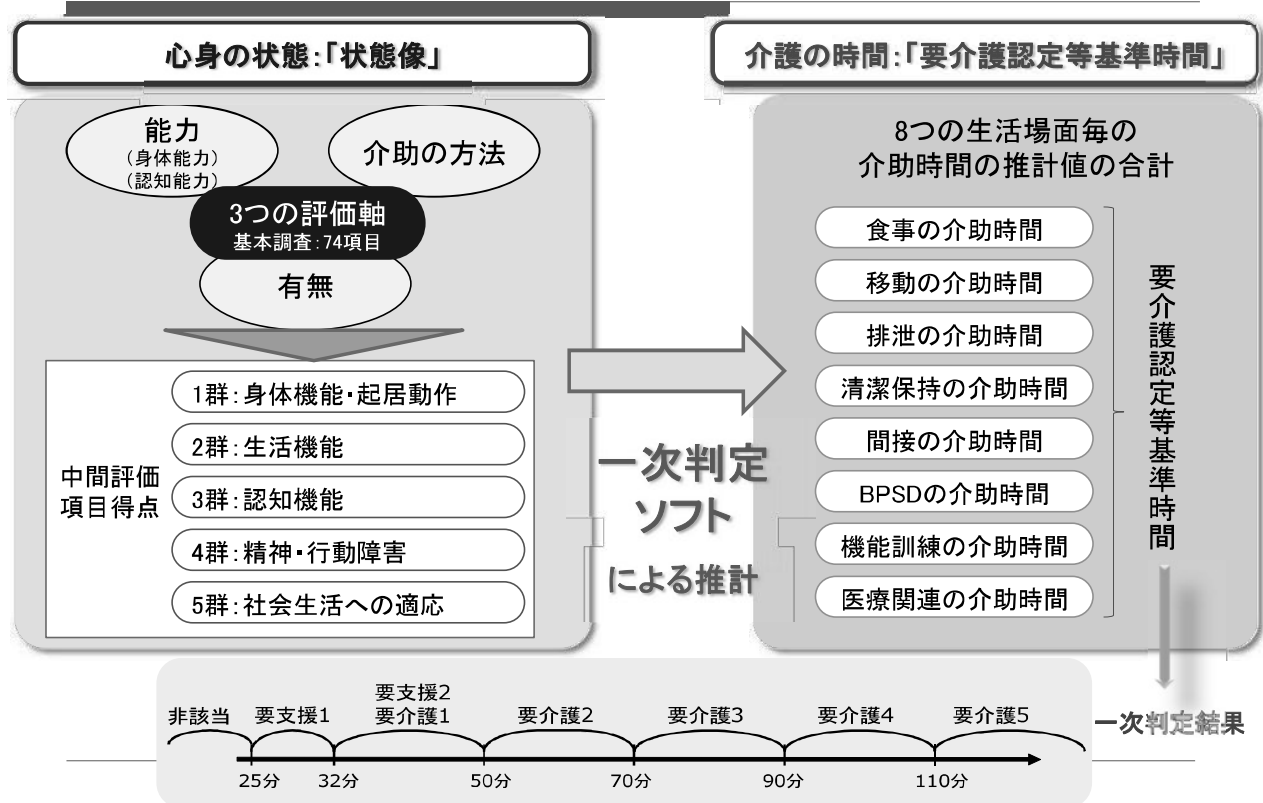 心身の状態:「状態像」
能力
(身体能力)
(認知能力)
介助の方法
3つの評価軸
基本調査:74項目
有無
中間評価
項目得点
1群:身体機能・起居動作
2群:生活機能
3群:認知機能
4群:精神・行動障害
5群:社会生活への適応
一次判定
ソフト
による推計
介護の時間:「要介護認定等基準時間」
8つの生活場面毎の
介助時間の推計値の合計
食事の介助時間
移動の介助時間
排泄の介助時間
清潔保持の介助時間
間接の介助時間
BPSDの介助時間
機能訓練の介助時間
医療関連の介助時間
要介護認定等基準時間
一次判定結果
非該当
要支援1
要支援2
要介護1
要介護2
要介護3
要介護4
要介護5
25分
32分
50分
70分
90分
110分